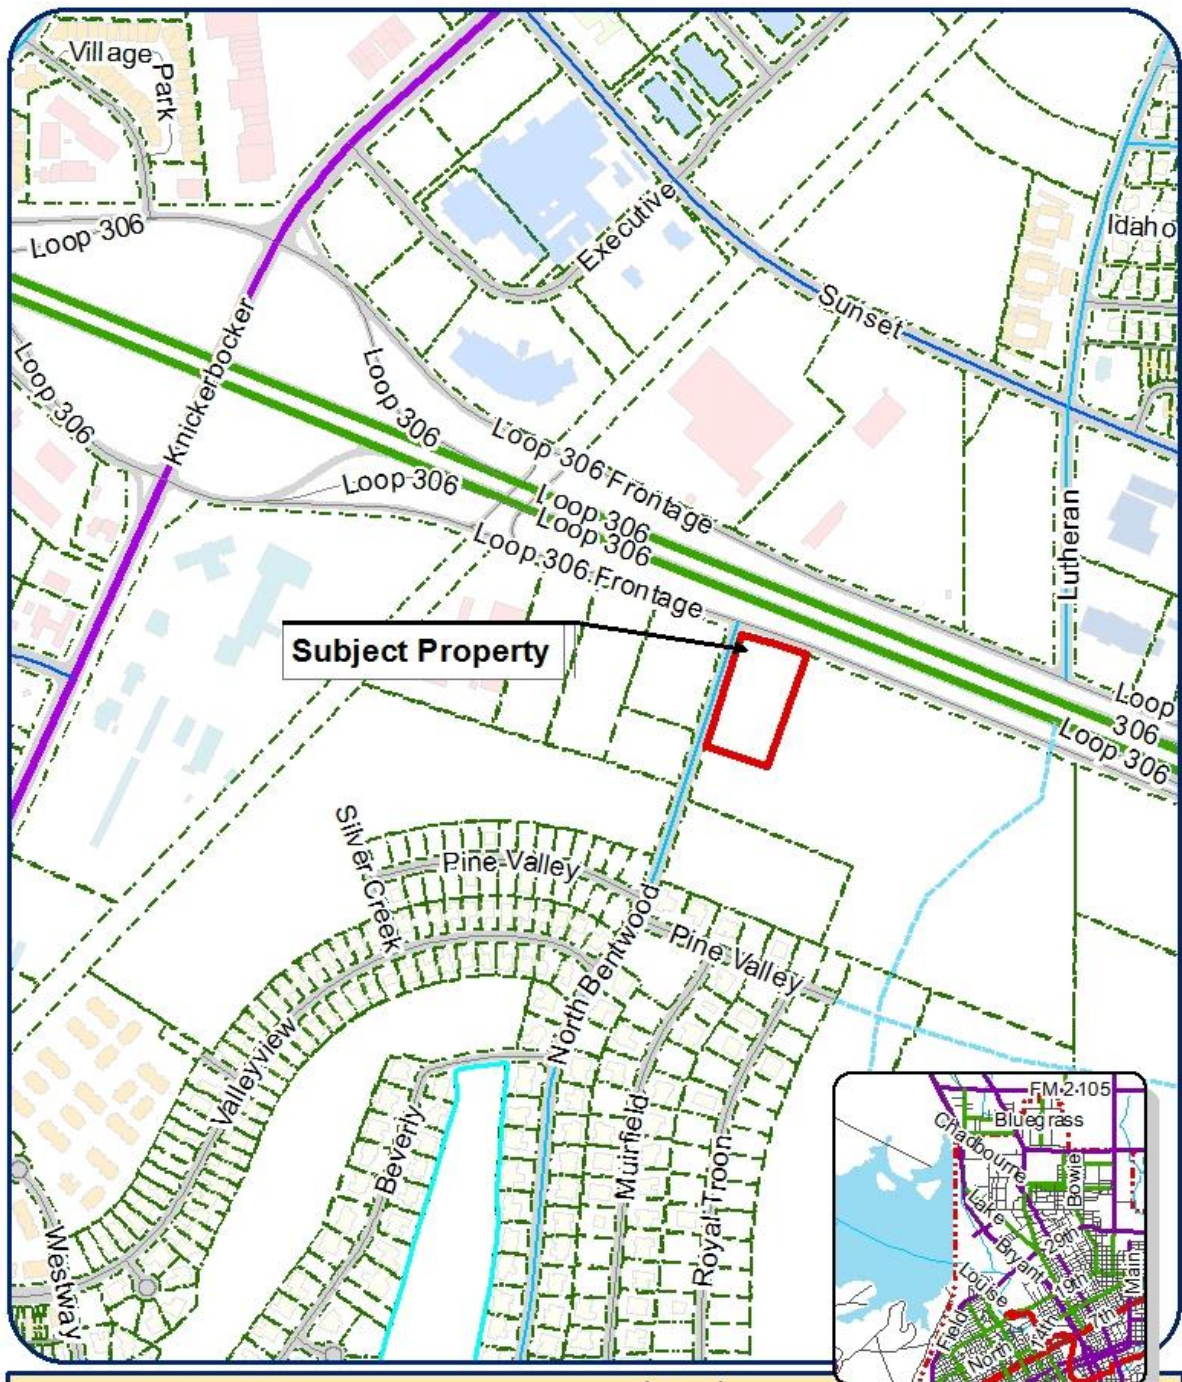 Village
Park
Loop 306
Executive
Idaho
Knickerbocker
Sunset
Loop 306
Loop 306
Loop 306
Loop 306 Frontage
Loop 306
Loop 306
Loop 306 Frontage
Lutheran
Subject Property
Loop
306
Loop 306
Silver Creek
Pine Valley
North Bentwood
Pine Valley
Valleyview
Beverly
Muirfield
Royal Troon
Westway
FM 2105
Bluegrass
Chadbourne
Bowie
Lake
29th
Bryant
Louise
19th
Main
Field
14th
7th
North